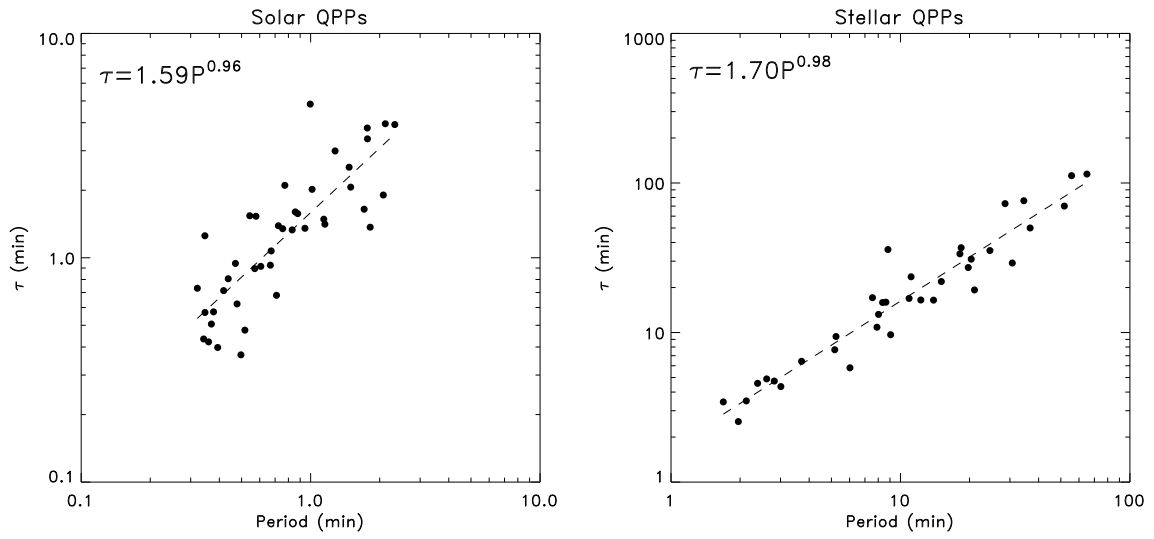 Solar QPPs
τ=1.59P^0.96
10.0
1.0
0.1
τ (min)
0.1 1.0 10.0
Period (min)
Stellar QPPs
τ=1.70P^0.98
1000
100
10
1
τ (min)
1 10 100
Period (min)